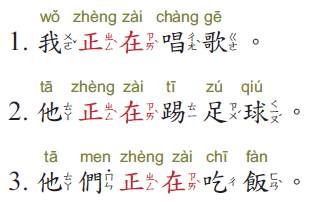 wǒ zhèng zài chàng gē
1. 我ㄨㄛˇ正ㄓㄥˋ在ㄗㄞˋ唱ㄔㄤˋ歌ㄍㄜ。
tā zhèng zài tī zú qiú
2. 他ㄊㄚ正ㄓㄥˋ在ㄗㄞˋ踢ㄊㄧ足ㄗㄨˊ球ㄑㄧㄡˊ。
tā men zhèng zài chī fàn
3. 他ㄊㄚ們˙ㄇㄣ正ㄓㄥˋ在ㄗㄞˋ吃ㄔ飯ㄈㄢˋ。